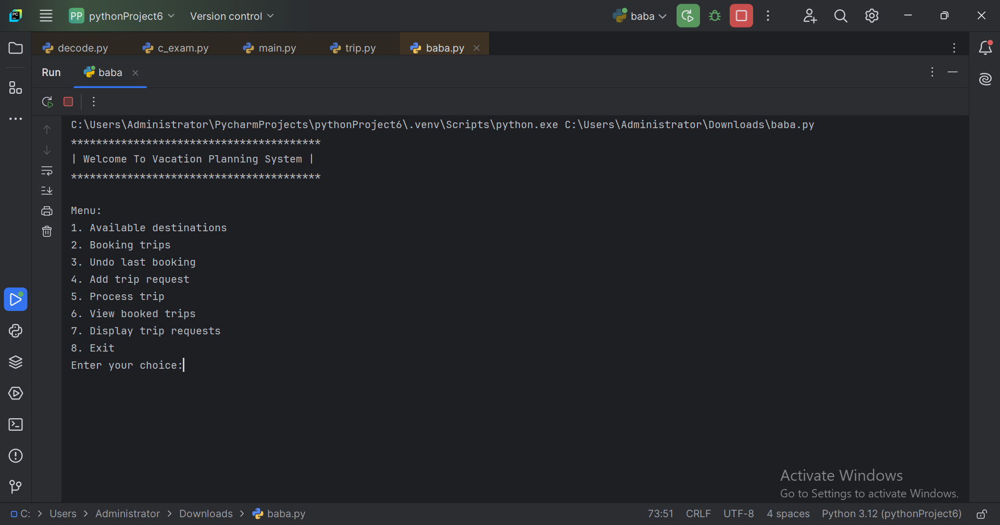 PC
PP pythonProject6 Version control baba
decode.py c_exam.py main.py trip.py baba.py
Run baba
C:\Users\Administrator\PycharmProjects\pythonProject6\.venv\Scripts\python.exe C:\Users\Administrator\Downloads\baba.py
****************************************
| Welcome To Vacation Planning System |
****************************************
Menu:
1. Available destinations
2. Booking trips
3. Undo last booking
4. Add trip request
5. Process trip
6. View booked trips
7. Display trip requests
8. Exit
Enter your choice:
Activate Windows
Go to Settings to activate Windows.
C: > Users > Administrator > Downloads > baba.py 73:51 CRLF UTF-8 4 spaces Python 3.12 (pythonProject6)